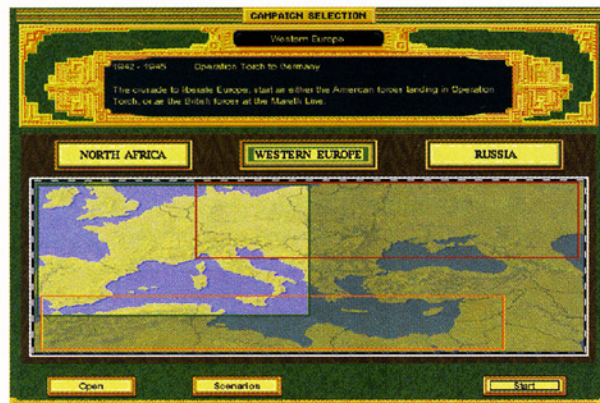 CAMPAIGN SELECTION
Western Europe
1942 - 1945 Operation Torch to Germany
The crusade to liberate Europe, start as either the American forces landing in Operation
Torch, or as the British forces at the Mareth Line.
NORTH AFRICA
WESTERN EUROPE
RUSSIA
Open
Scenarios
Start